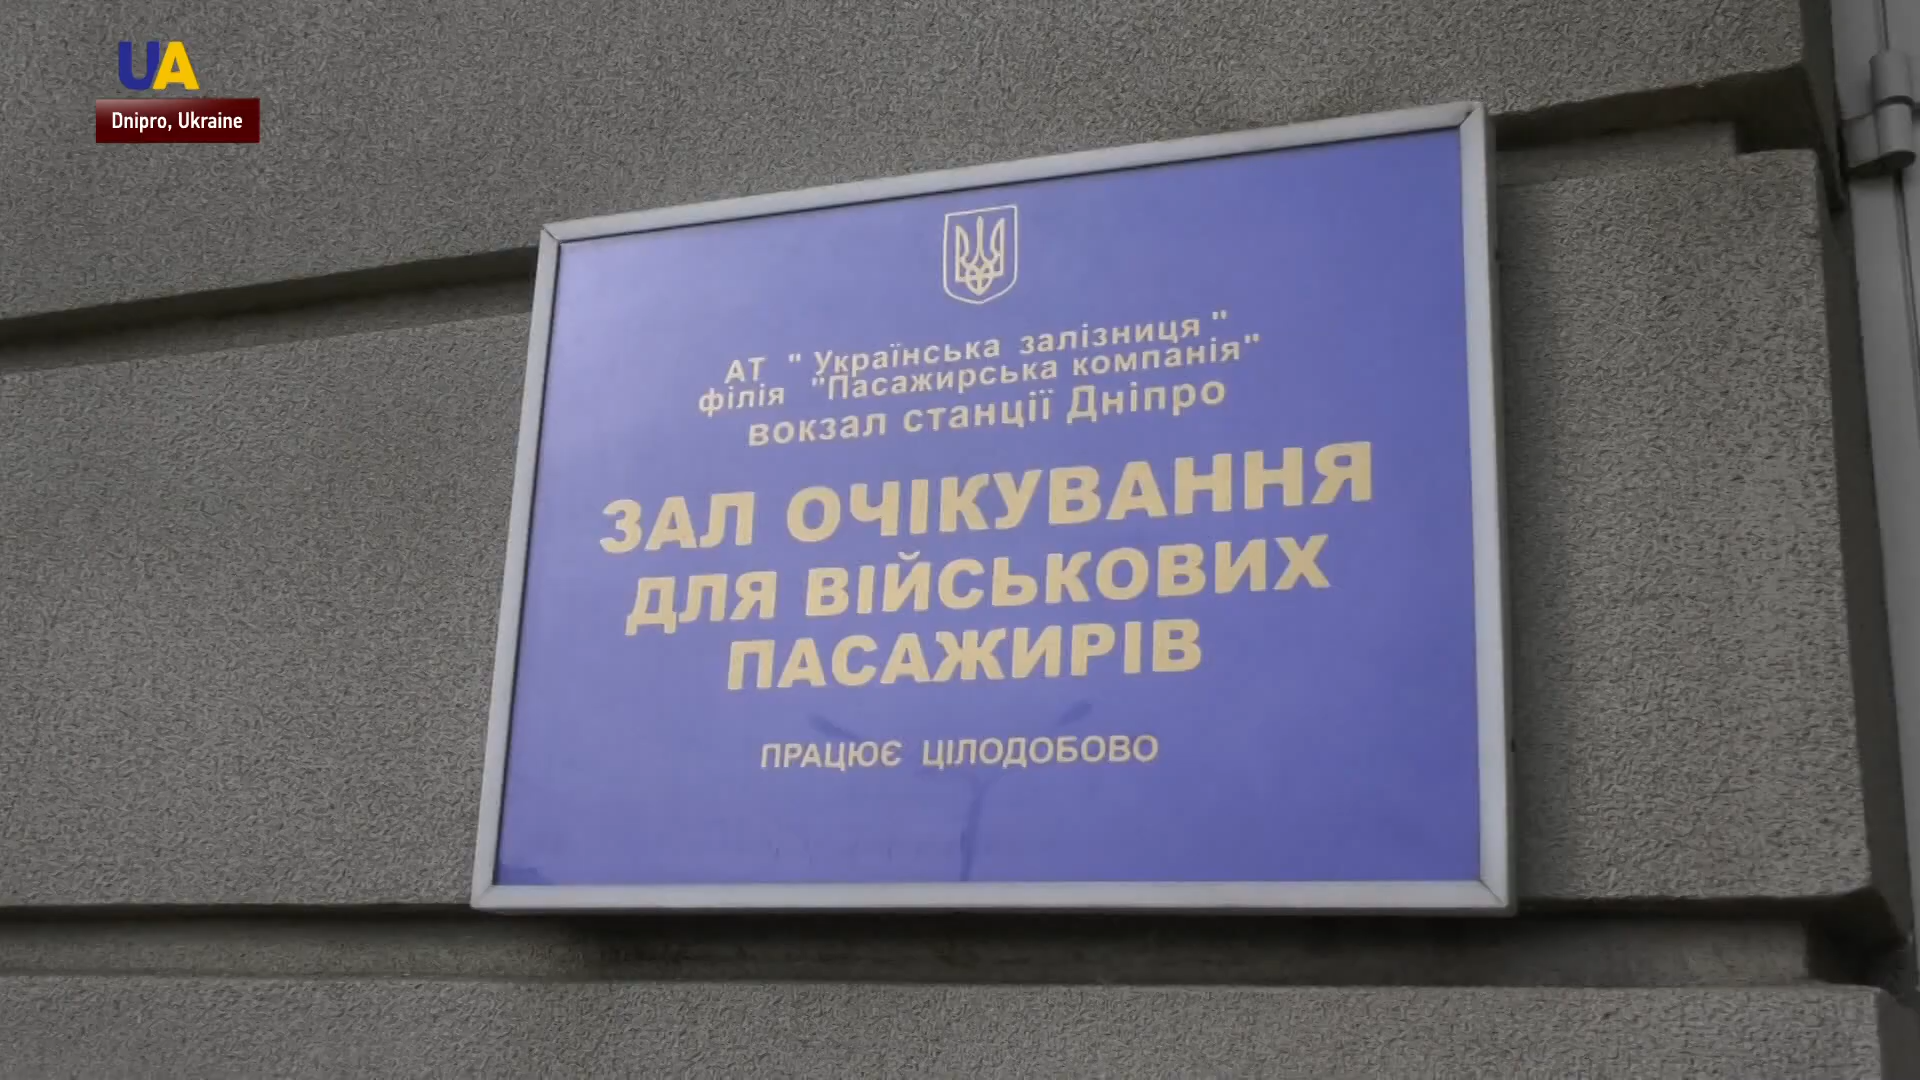 UA
Dnipro, Ukraine
АТ " Українська залізниця "
філія "Пасажирська компанія"
вокзал станції Дніпро
ЗАЛ ОЧІКУВАННЯ
ДЛЯ ВІЙСЬКОВИХ
ПАСАЖИРІВ
ПРАЦЮЄ ЦІЛОДОБОВО